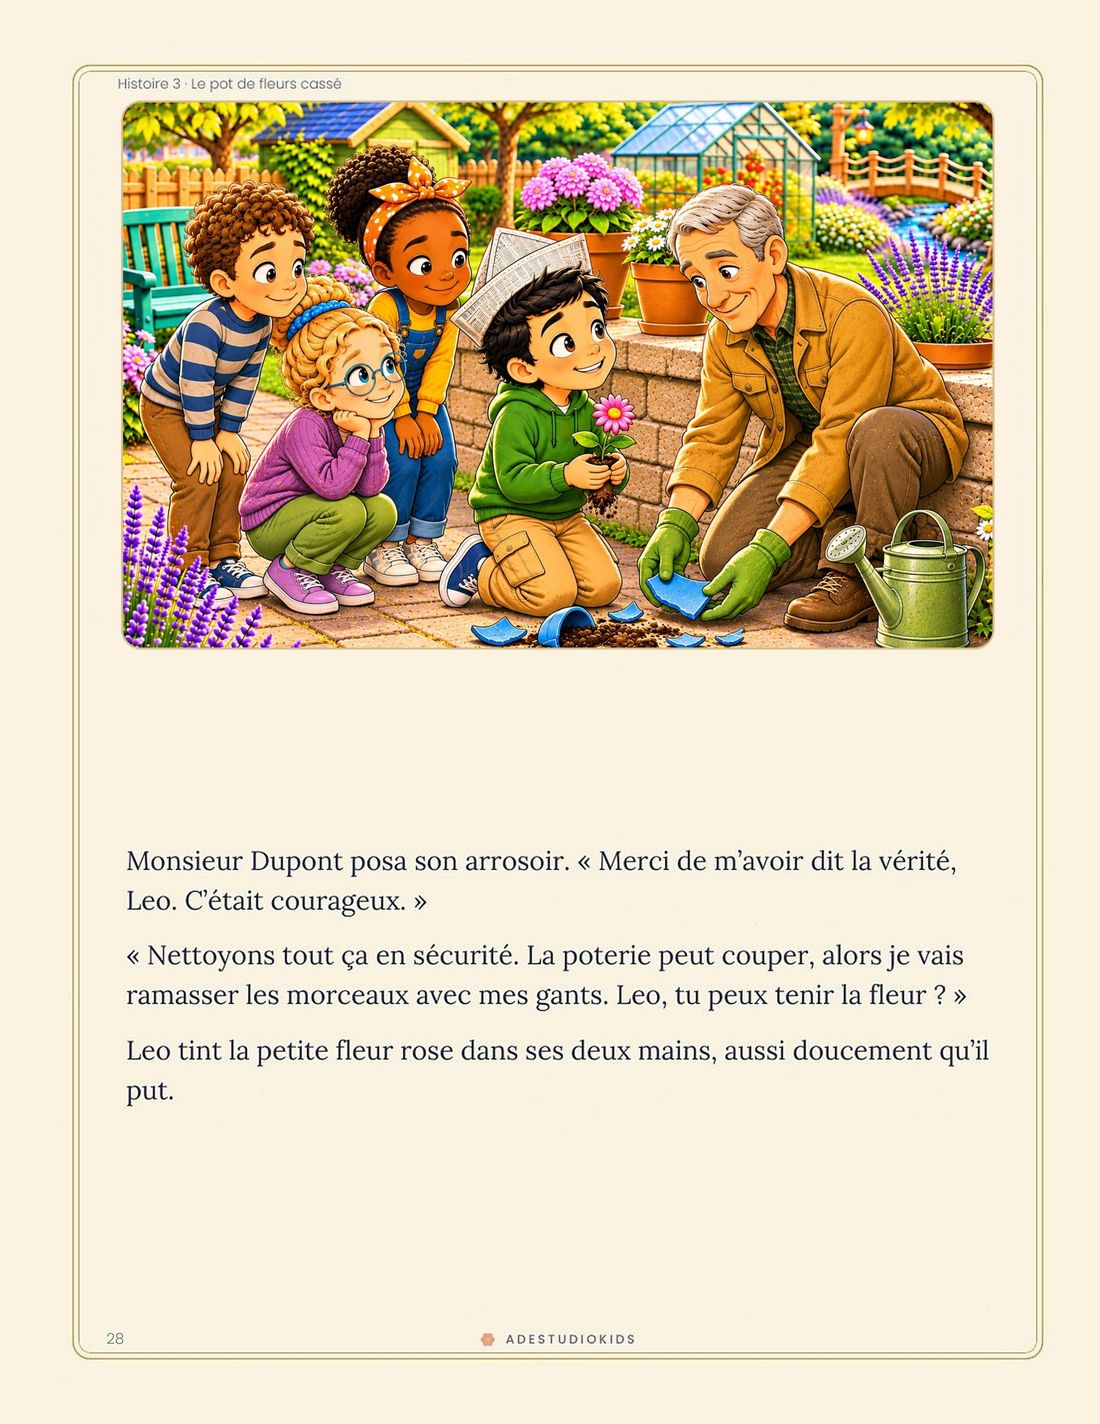 Histoire 3 · Le pot de fleurs cassé
Monsieur Dupont posa son arrosoir. « Merci de m’avoir dit la vérité,
Leo. C’était courageux. »
« Nettoyons tout ça en sécurité. La poterie peut couper, alors je vais
ramasser les morceaux avec mes gants. Leo, tu peux tenir la fleur ? »
Leo tint la petite fleur rose dans ses deux mains, aussi doucement qu’il
put.
28
ADESTUDIOKIDS